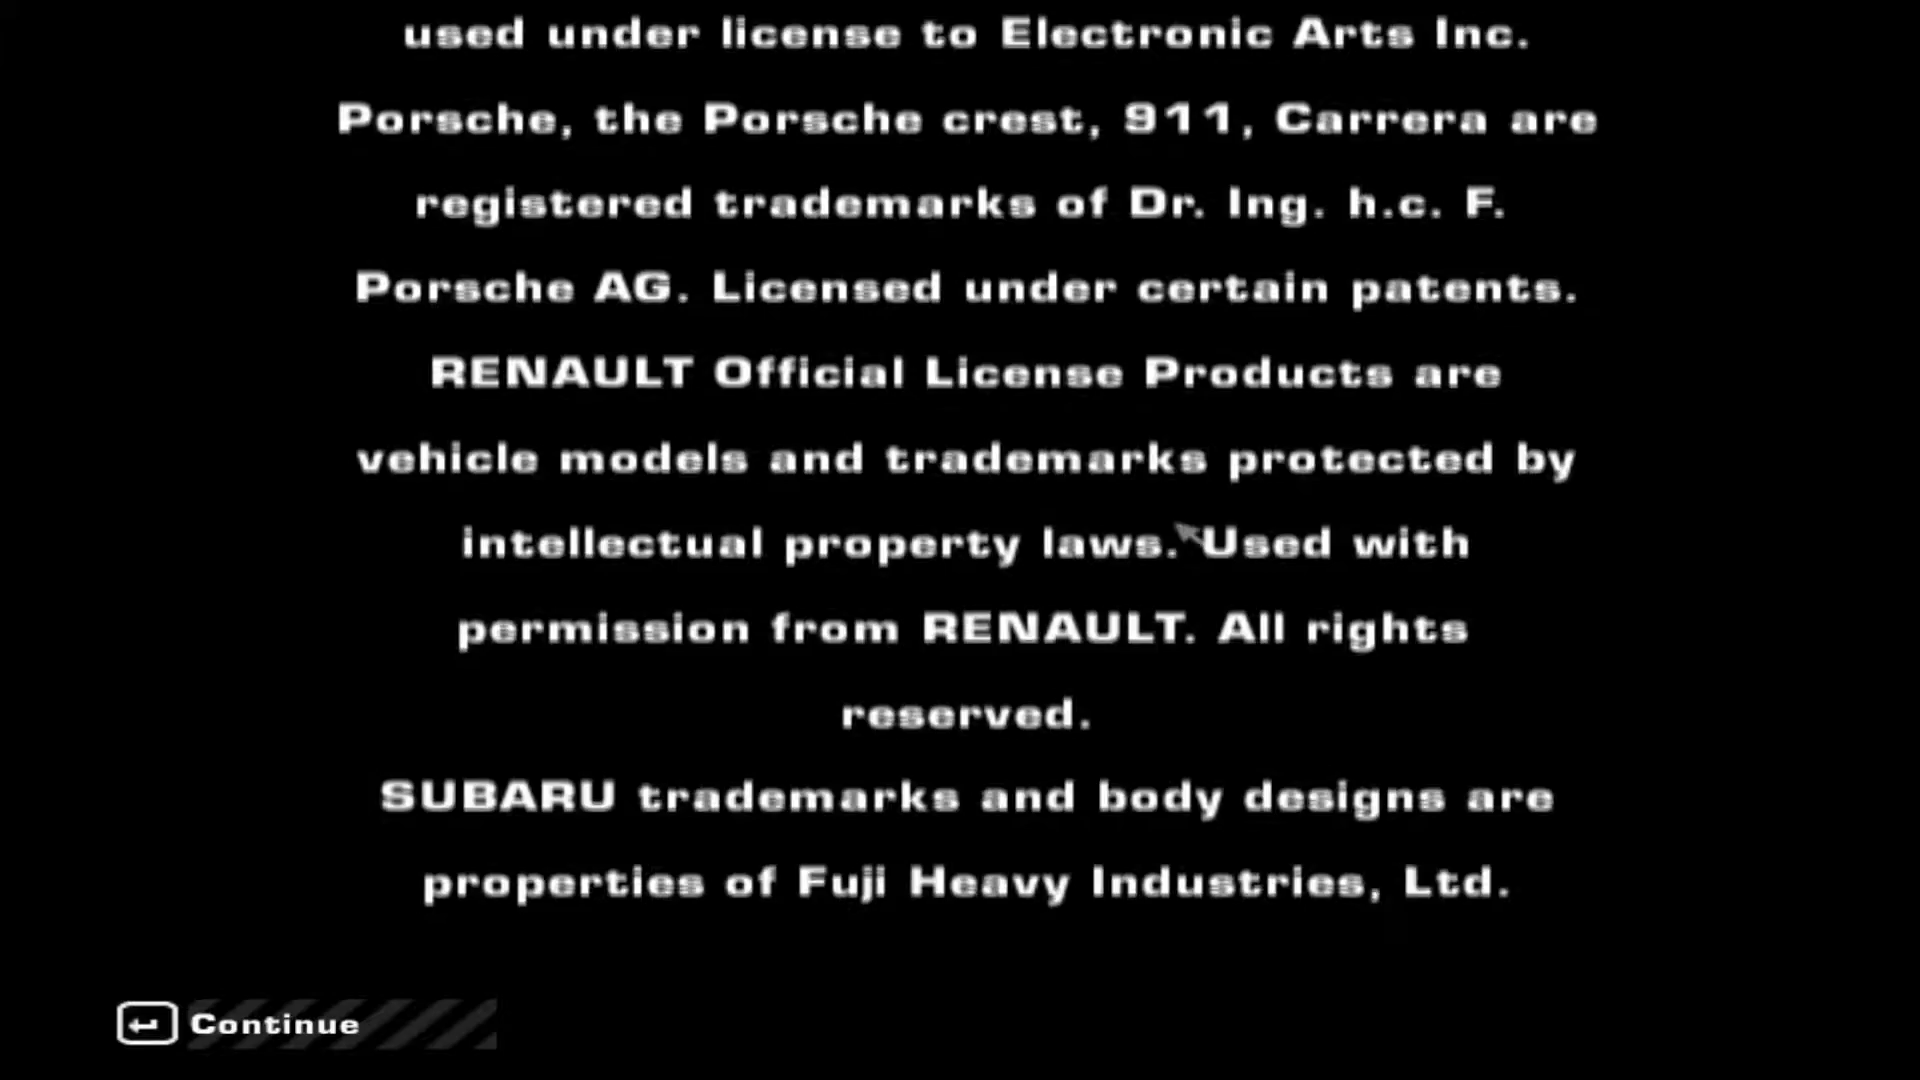 used under license to Electronic Arts Inc.
Porsche, the Porsche crest, 911, Carrera are
registered trademarks of Dr. Ing. h.c. F.
Porsche AG. Licensed under certain patents.
RENAULT Official License Products are
vehicle models and trademarks protected by
intellectual property laws. Used with
permission from RENAULT. All rights
reserved.
SUBARU trademarks and body designs are
properties of Fuji Heavy Industries, Ltd.
Continue